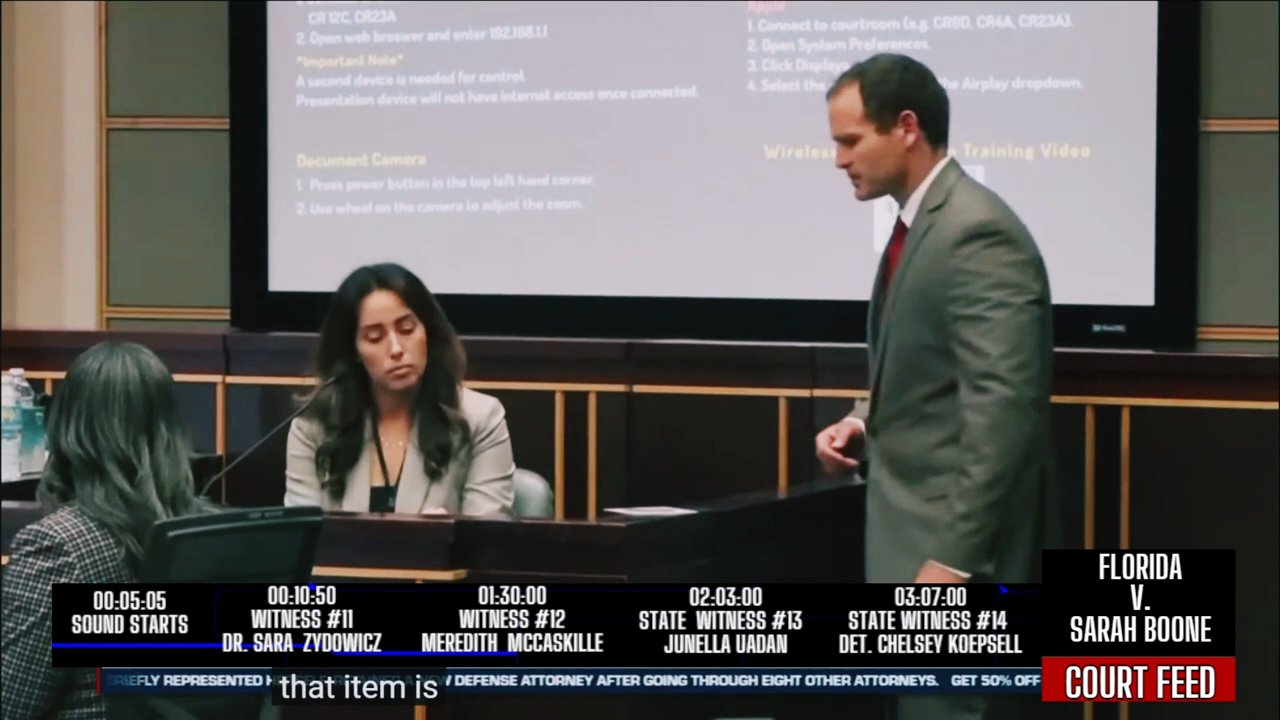 CR 12C, CR23A
2. Open web broswer and enter 192.168.1.1
*Important Note*
A second device is needed for control.
Presentation device will not have internet access once connected.
Document Camera
1. Press power button in the top left hand corner.
2. Use wheel on the camera to adjust the zoom.
Apple
1. Connect to courtroom (e.g. CR9D, CR4A, CR23A).
2. Open System Preferences.
3. Click Displays
4. Select the Airplay dropdown.
Wireless Training Video
00:05:05
SOUND STARTS
00:10:50
WITNESS #11
DR. SARA ZYDOWICZ
01:30:00
WITNESS #12
MEREDITH MCCASKILLE
02:03:00
STATE WITNESS #13
JUNELLA UADAN
03:07:00
STATE WITNESS #14
DET. CHELSEY KOEPSELL
FLORIDA
V.
SARAH BOONE
COURT FEED
BRIEFLY REPRESENTED DEFENSE ATTORNEY AFTER GOING THROUGH EIGHT OTHER ATTORNEYS. GET 50% OFF
that item is